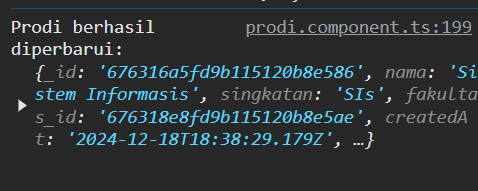 Prodi berhasil prodi.component.ts:199
diperbarui:
{_id: '676316a5fd9b115120b8e586', nama: 'Si
stem Informasis', singkatan: 'SIs', fakulta
s_id: '676318e8fd9b115120b8e5ae', createdA
t: '2024-12-18T18:38:29.179Z', …}